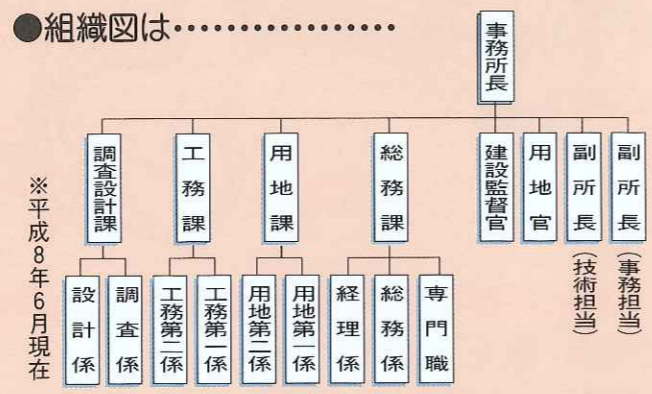 ●組織図は・・・・・・・・・・・・・・・・
事務所長
副所長(事務担当)
副所長(技術担当)
用地官
建設監督官
総務課
用地課
工務課
調査設計課
専門職
総務係
経理係
用地第一係
用地第二係
工務第一係
工務第二係
調査係
設計係
※平成8年6月現在